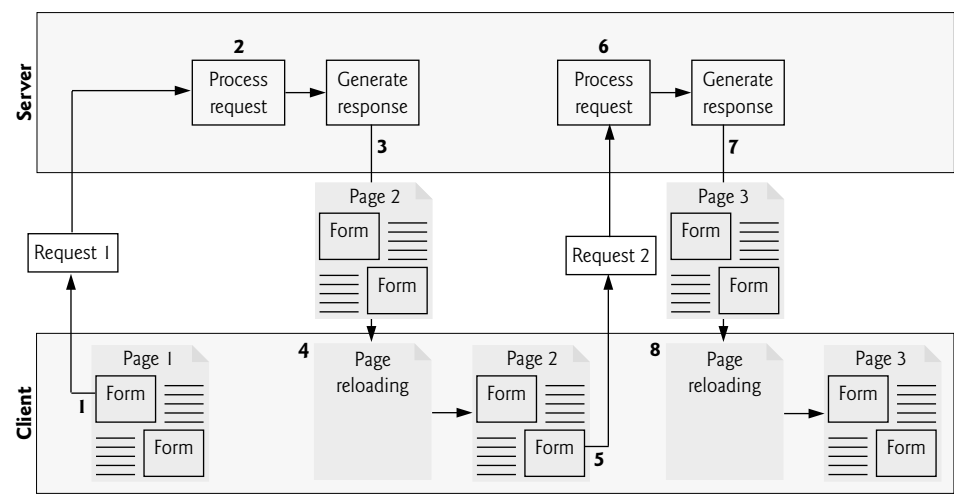 Server
2
Process
request
Generate
response
3
6
Process
request
Generate
response
7
Request 1
Page 2
Form
Form
Request 2
Page 3
Form
Form
Client
Page 1
Form
1
Form
4
Page
reloading
Page 2
Form
Form
5
8
Page
reloading
Page 3
Form
Form